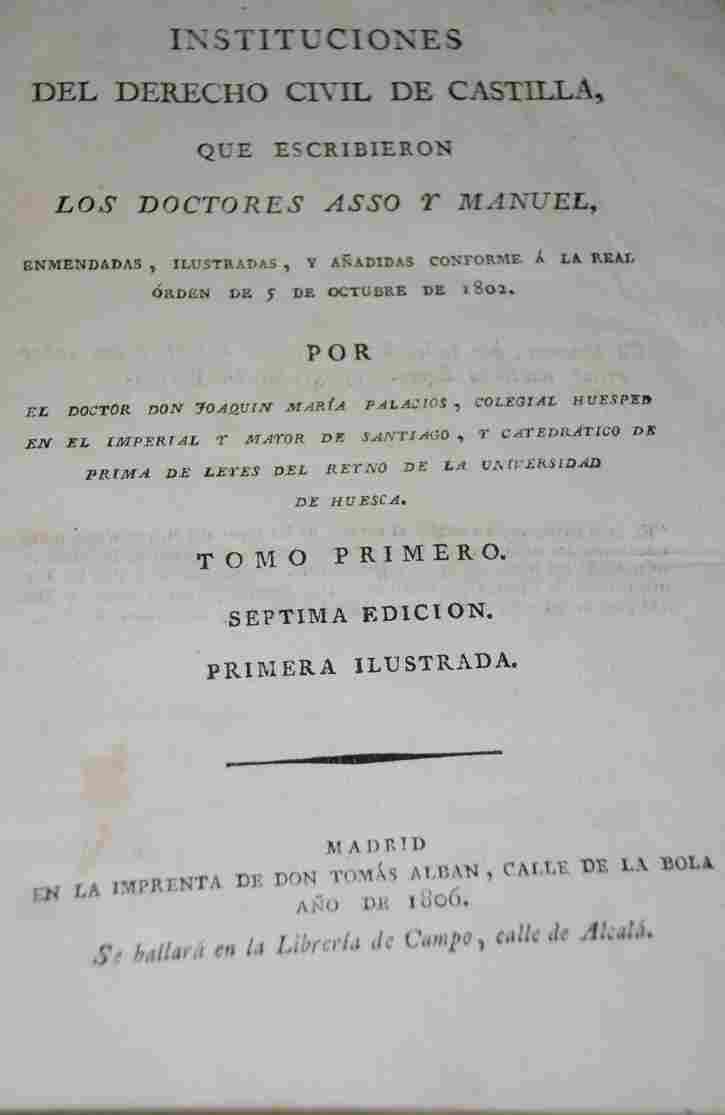 INSTITUCIONES
DEL DERECHO CIVIL DE CASTILLA,
QUE ESCRIBIERON
LOS DOCTORES ASSO Y MANUEL,
ENMENDADAS, ILUSTRADAS, Y AÑADIDAS CONFORME Á LA REAL
ÓRDEN DE 5 DE OCTUBRE DE 1802.
POR
EL DOCTOR DON JOAQUIN MARÍA PALACIOS, COLEGIAL HUESPED
EN EL IMPERIAL Y MAYOR DE SANTIAGO, Y CATEDRÁTICO DE
PRIMA DE LEYES DEL REYNO DE LA UNIVERSIDAD
DE HUESCA.
TOMO PRIMERO.
SEPTIMA EDICION.
PRIMERA ILUSTRADA.
MADRID
EN LA IMPRENTA DE DON TOMÁS ALBAN, CALLE DE LA BOLA
AÑO DE 1806.
Se hallará en la Librería de Campo, calle de Alcalá.